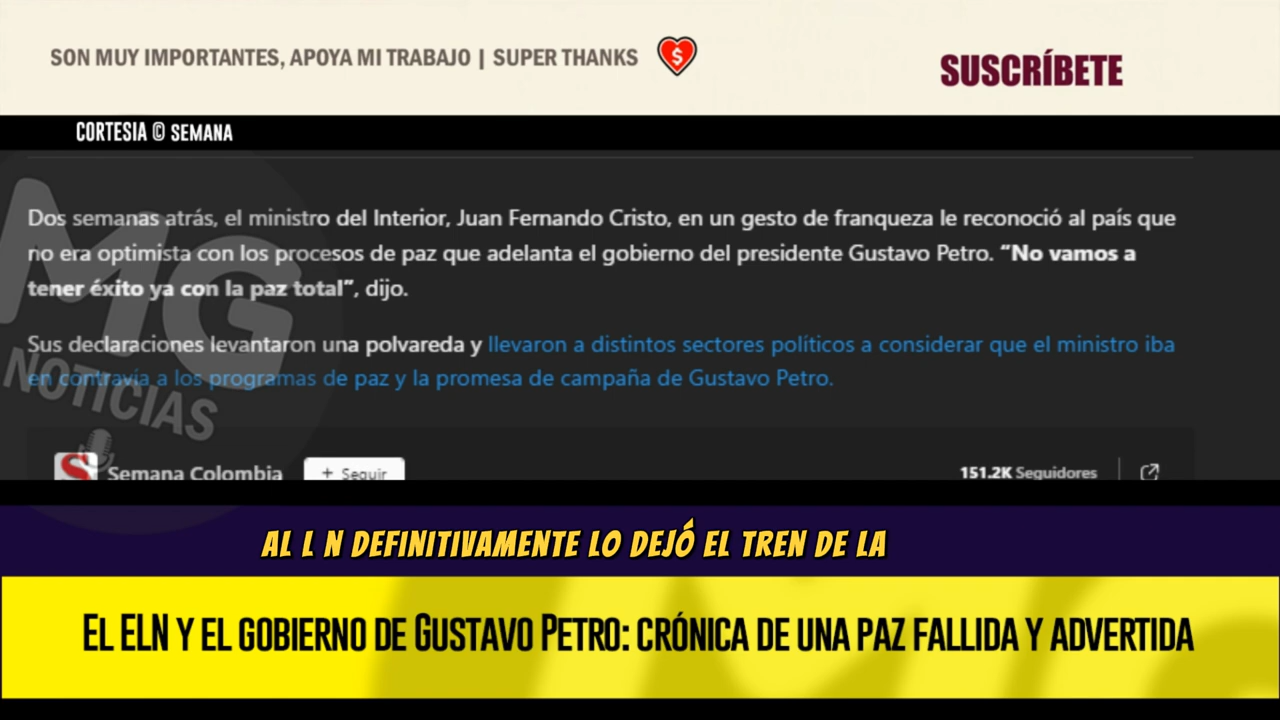 SON MUY IMPORTANTES, APOYA MI TRABAJO | SUPER THANKS
$
SUSCRÍBETE
CORTESIA © SEMANA
Dos semanas atrás, el ministro del Interior, Juan Fernando Cristo, en un gesto de franqueza le reconoció al país que
no era optimista con los procesos de paz que adelanta el gobierno del presidente Gustavo Petro. “No vamos a
tener éxito ya con la paz total”, dijo.
Sus declaraciones levantaron una polvareda y llevaron a distintos sectores políticos a considerar que el ministro iba
en contravía a los programas de paz y la promesa de campaña de Gustavo Petro.
MG
NOTICIAS
S
Semana Colombia
+ Seguir
151.2K Seguidores
AL L N DEFINITIVAMENTE LO DEJÓ EL TREN DE LA
EL ELN Y EL GOBIERNO DE GUSTAVO PETRO: CRÓNICA DE UNA PAZ FALLIDA Y ADVERTIDA